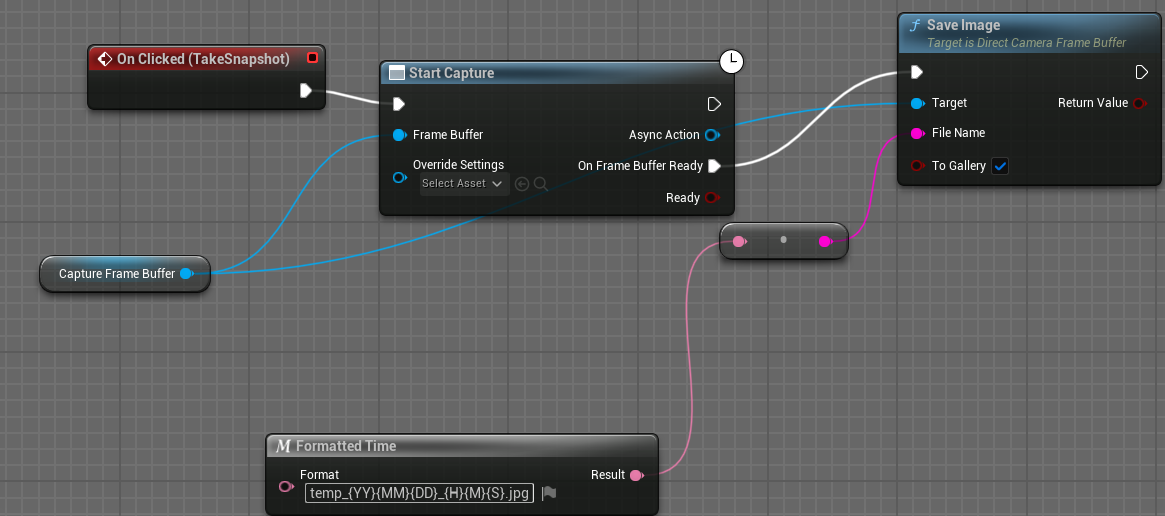 On Clicked (TakeSnapshot)
Start Capture
Frame Buffer
Async Action
Override Settings
Select Asset
On Frame Buffer Ready
Ready
f Save Image
Target is Direct Camera Frame Buffer
Target
Return Value
File Name
To Gallery
Capture Frame Buffer
M Formatted Time
Format
temp_{YY}{MM}{DD}_{H}{M}{S}.jpg
Result